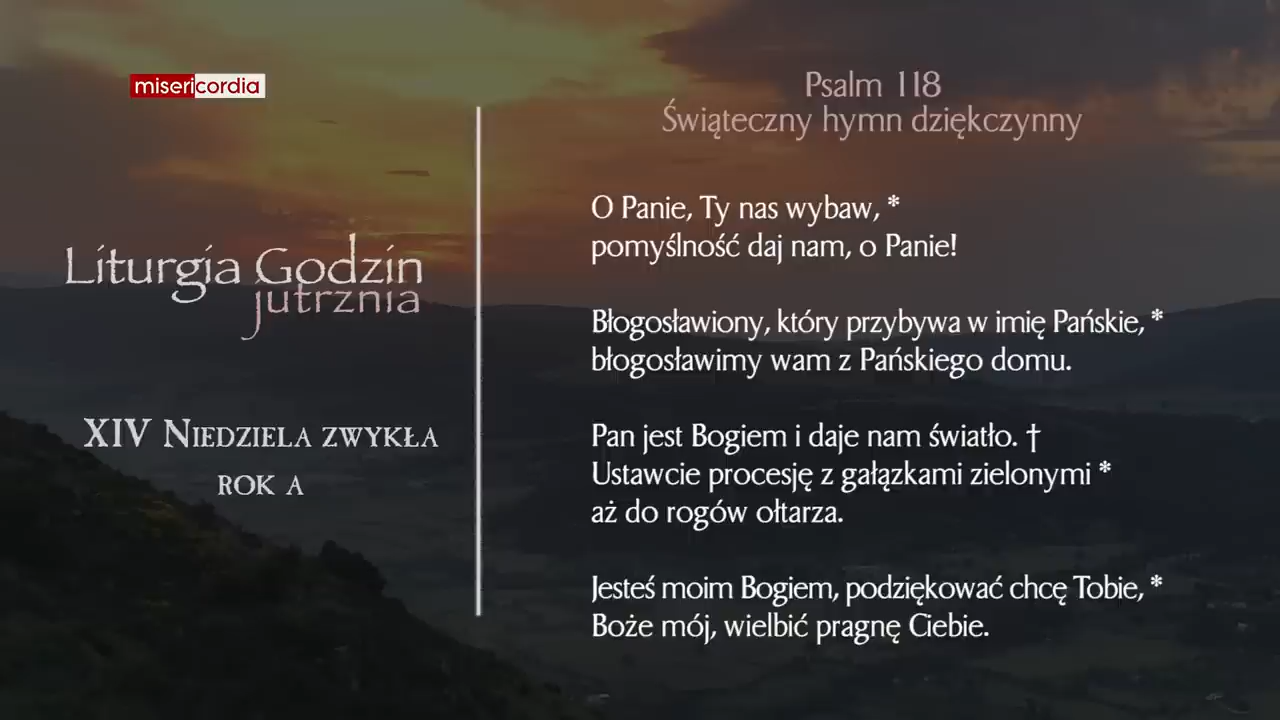 misericordia
Liturgia Godzin
jutrznia
XIV Niedziela zwykła
rok A
Psalm 118
Świąteczny hymn dziękczynny
O Panie, Ty nas wybaw, *
pomyślność daj nam, o Panie!
Błogosławiony, który przybywa w imię Pańskie, *
błogosławimy wam z Pańskiego domu.
Pan jest Bogiem i daje nam światło. †
Ustawcie procesję z gałązkami zielonymi *
aż do rogów ołtarza.
Jesteś moim Bogiem, podziękować chcę Tobie, *
Boże mój, wielbić pragnę Ciebie.